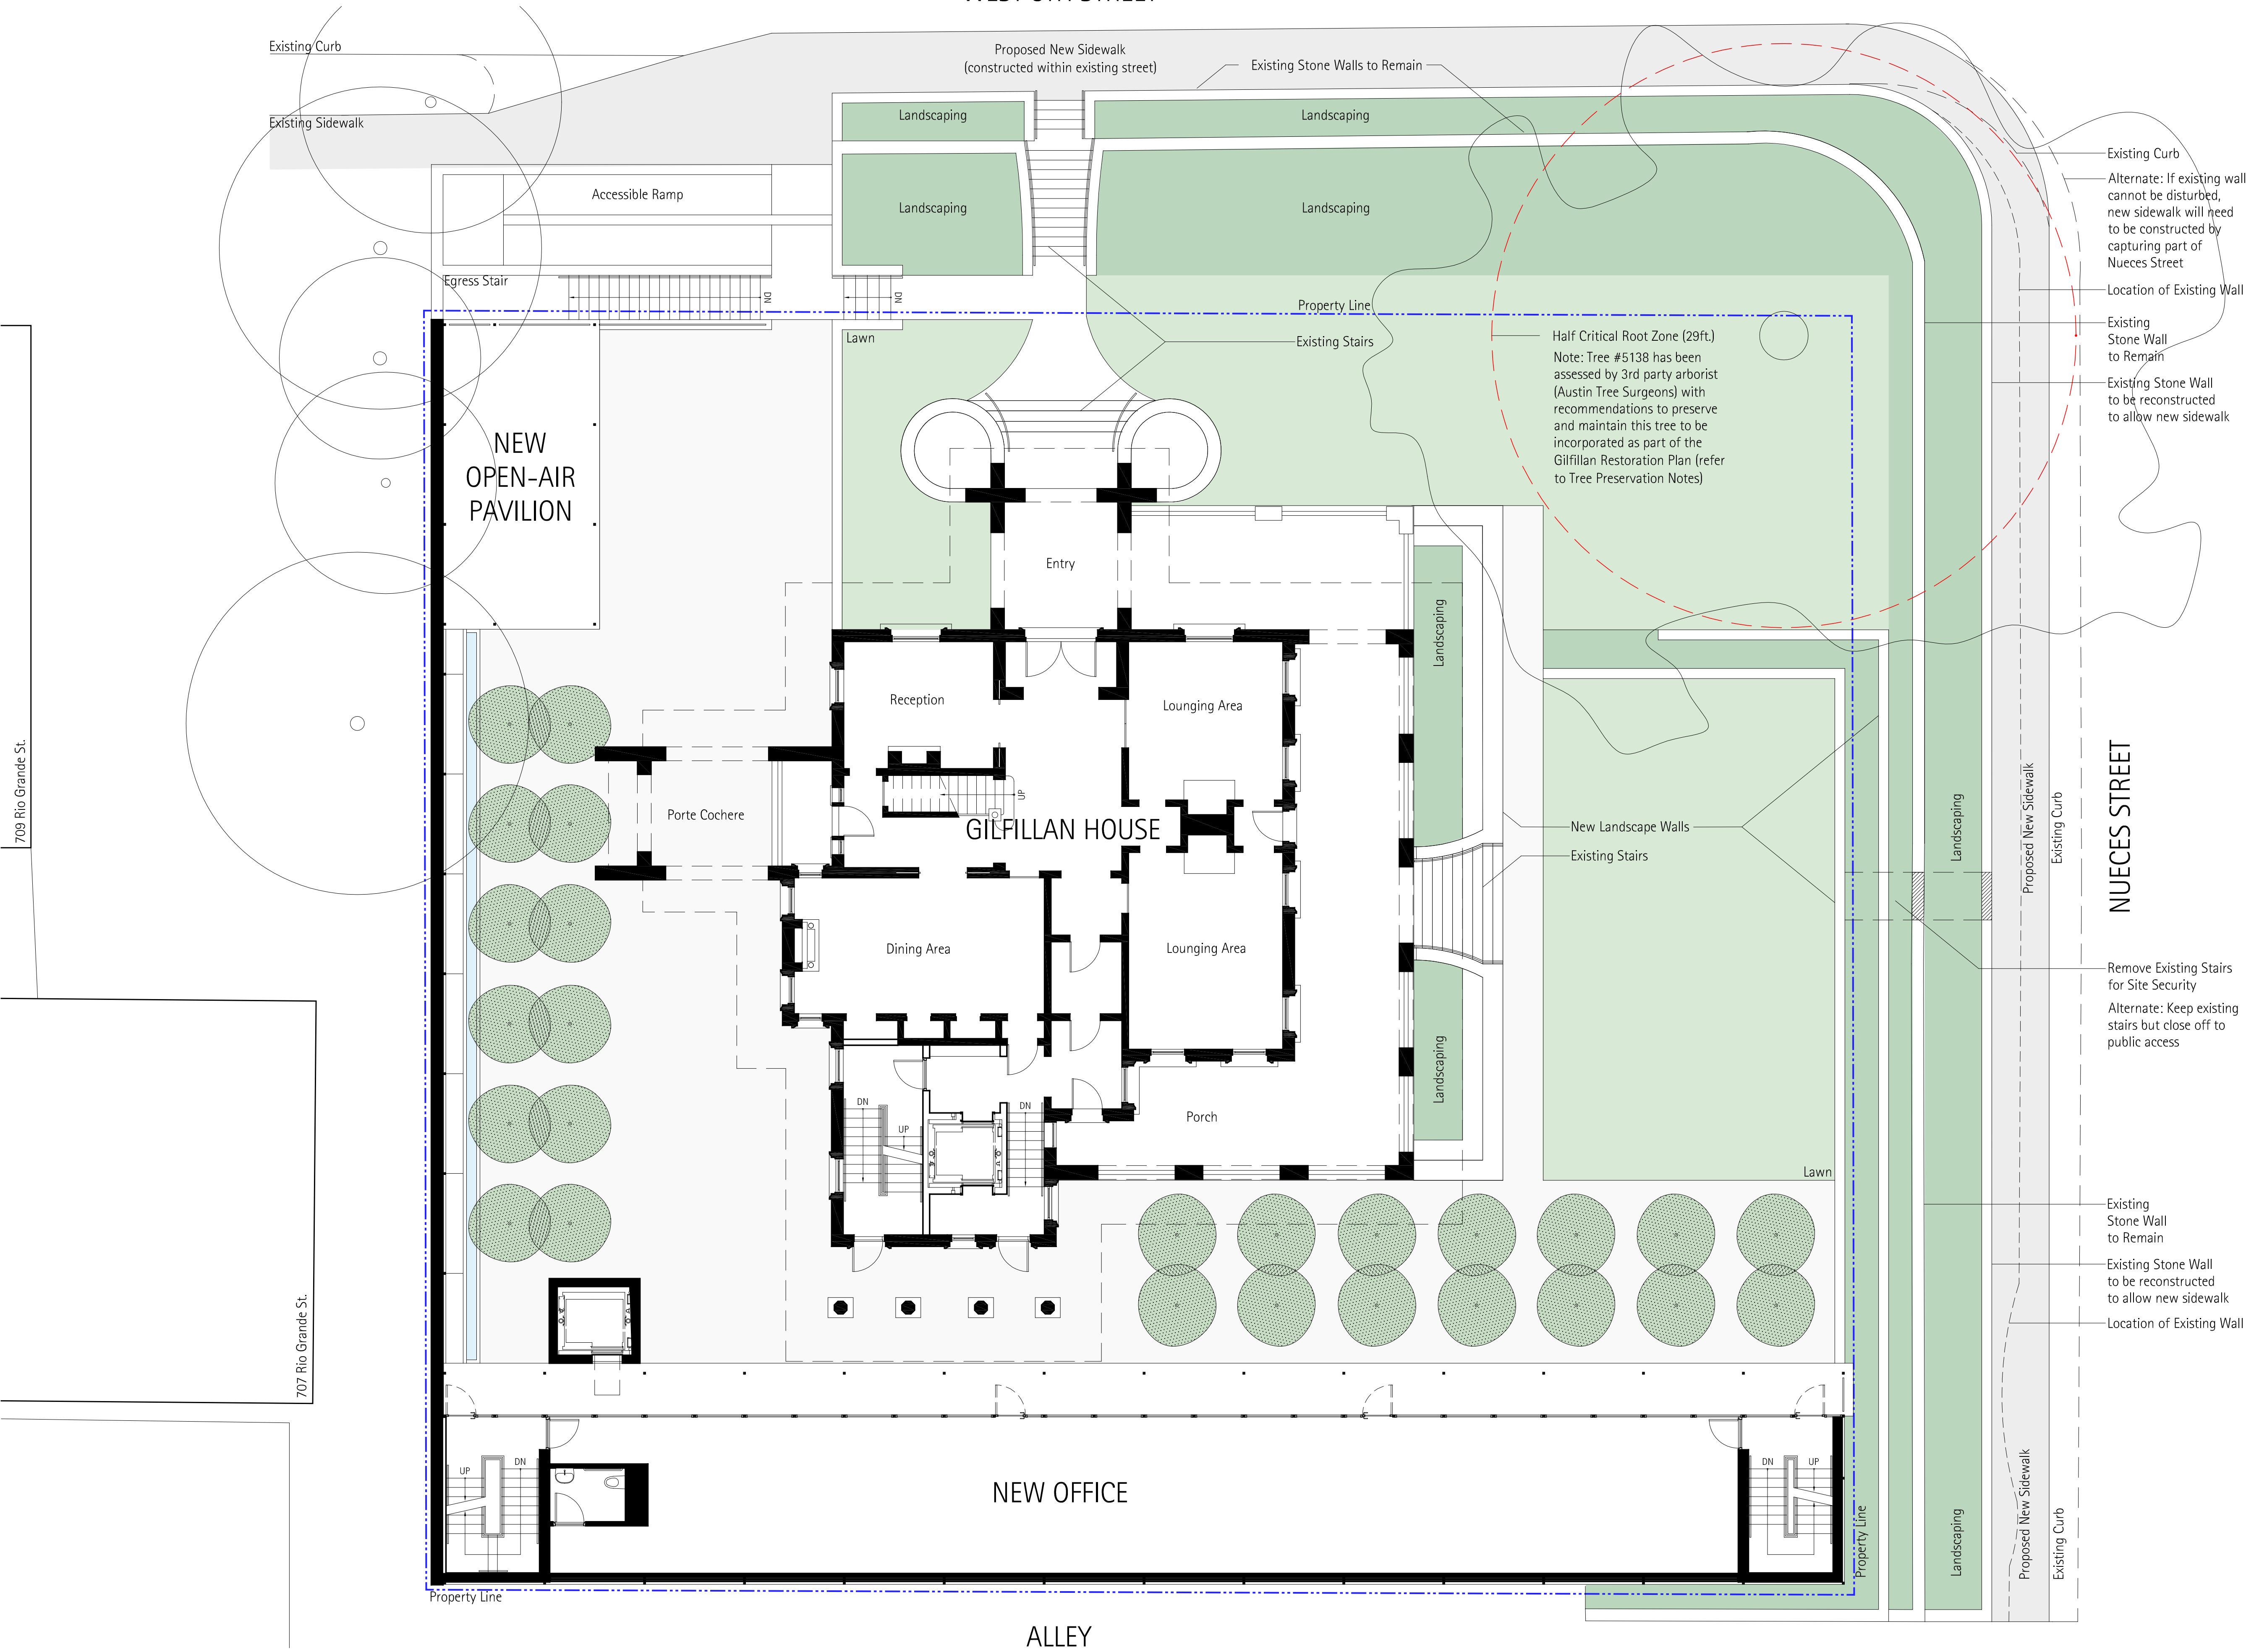 Existing Curb
Proposed New Sidewalk
(constructed within existing street)
Existing Stone Walls to Remain
Existing Sidewalk
Landscaping
Landscaping
Accessible Ramp
Landscaping
Landscaping
Existing Curb
Alternate: If existing wall
cannot be disturbed,
new sidewalk will need
to be constructed by
capturing part of
Nueces Street
Location of Existing Wall
Egress Stair
DN
DN
Property Line
Lawn
Existing Stairs
Half Critical Root Zone (29ft.)
Note: Tree #5138 has been
assessed by 3rd party arborist
(Austin Tree Surgeons) with
recommendations to preserve
and maintain this tree to be
incorporated as part of the
Gilfillan Restoration Plan (refer
to Tree Preservation Notes)
Existing
Stone Wall
to Remain
Existing Stone Wall
to be reconstructed
to allow new sidewalk
NEW
OPEN-AIR
PAVILION
Entry
Landscaping
Reception
Lounging Area
709 Rio Grande St.
Porte Cochere
UP
GILFILLAN HOUSE
New Landscape Walls
Existing Stairs
Landscaping
Proposed New Sidewalk
Existing Curb
NUECES STREET
Dining Area
Lounging Area
Remove Existing Stairs
for Site Security
Alternate: Keep existing
stairs but close off to
public access
Landscaping
DN
UP
DN
Porch
Lawn
Existing
Stone Wall
to Remain
Existing Stone Wall
to be reconstructed
to allow new sidewalk
Location of Existing Wall
707 Rio Grande St.
UP
DN
NEW OFFICE
DN
UP
Property Line
Landscaping
Proposed New Sidewalk
Existing Curb
Property Line
ALLEY